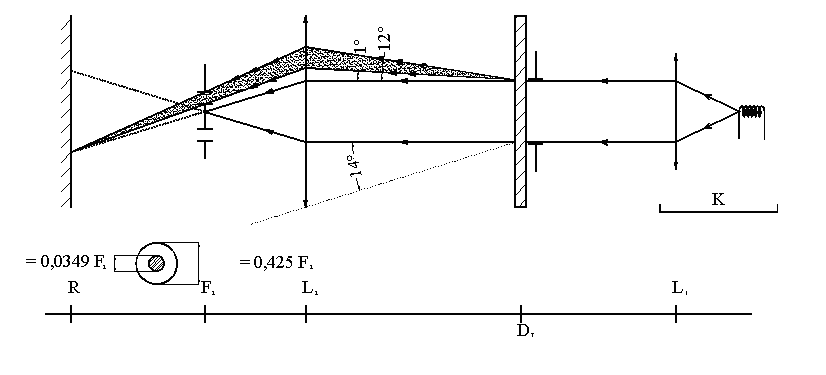 1°
12°
14°
K
= 0,0349 F₁
= 0,425 F₁
R
F₁
L₁
L₁
D₁